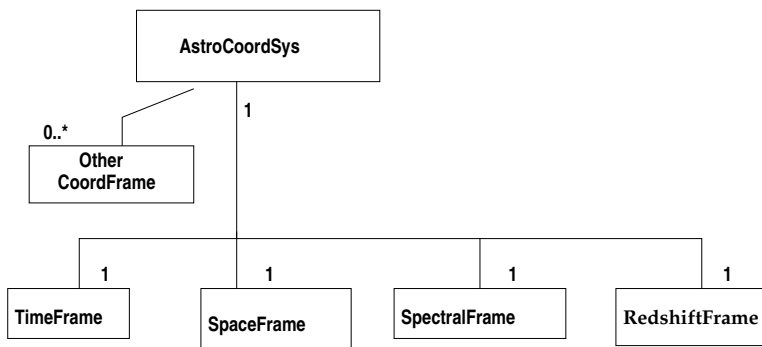 AstroCoordSys
1
0..*
Other
CoordFrame
1
1
1
1
TimeFrame
SpaceFrame
SpectralFrame
RedshiftFrame